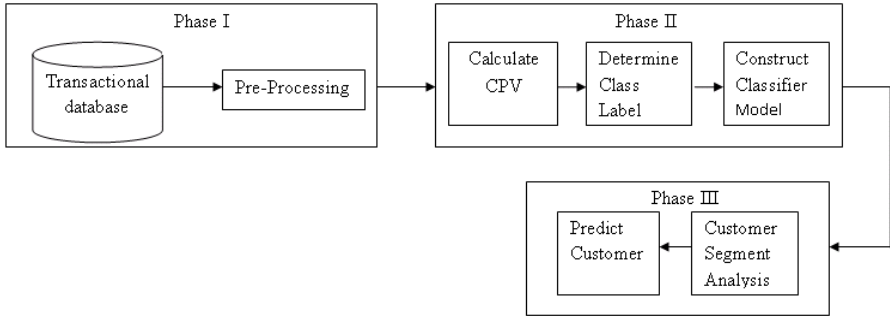 Phase I
Transactional
database
Pre-Processing
Phase II
Calculate
CPV
Determine
Class
Label
Construct
Classifier
Model
Phase III
Predict
Customer
Customer
Segment
Analysis